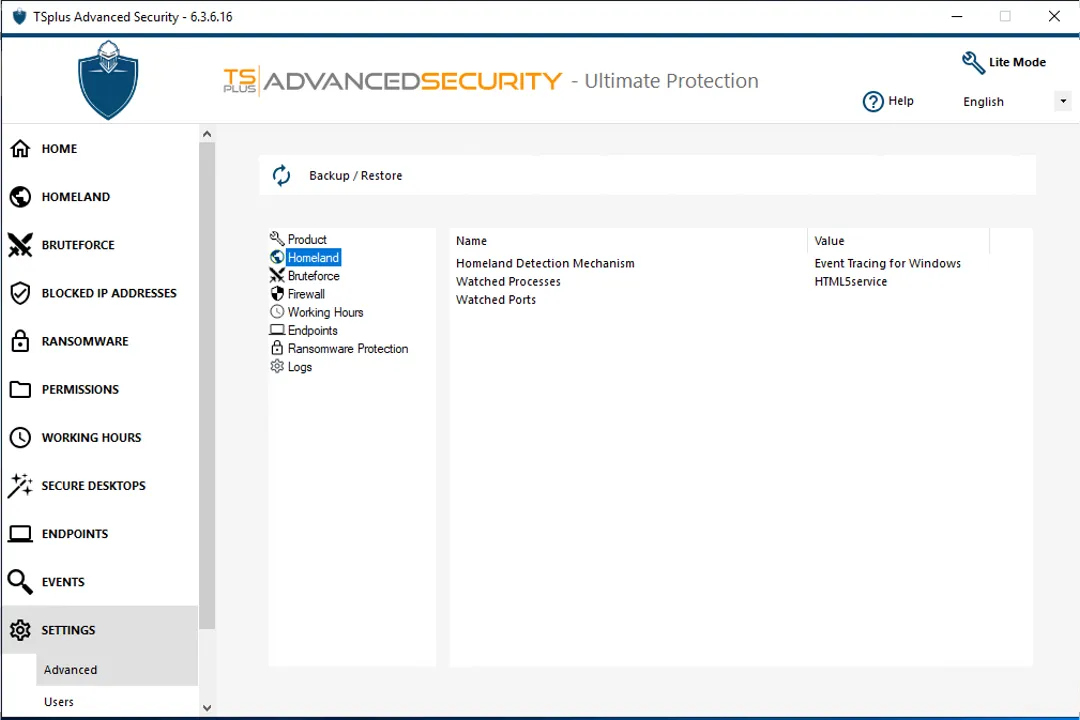 TSplus Advanced Security - 6.3.6.16
TS PLUS ADVANCEDSECURITY - Ultimate Protection
Lite Mode
Help
English
HOME
HOMELAND
BRUTEFORCE
BLOCKED IP ADDRESSES
RANSOMWARE
PERMISSIONS
WORKING HOURS
SECURE DESKTOPS
ENDPOINTS
EVENTS
SETTINGS
Advanced
Users
Backup / Restore
Product
Homeland
Bruteforce
Firewall
Working Hours
Endpoints
Ransomware Protection
Logs
Name Value
Homeland Detection Mechanism Event Tracing for Windows
Watched Processes HTML5service
Watched Ports